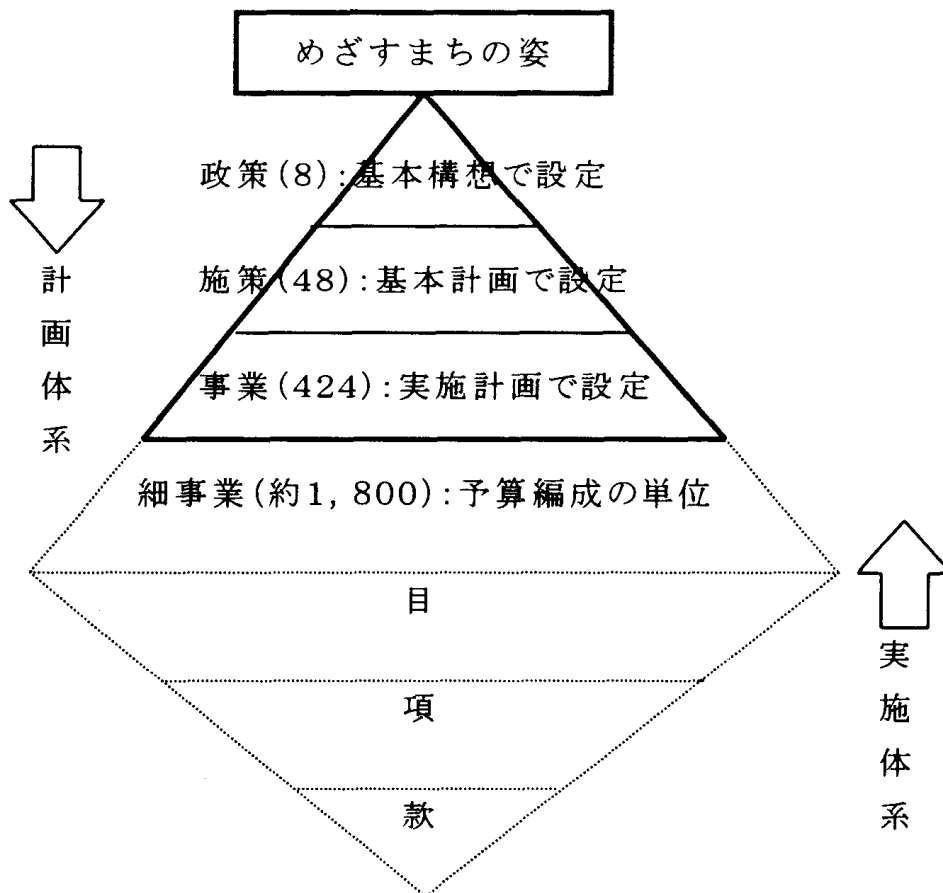 めざすまちの姿
政策(8):基本構想で設定
施策(48):基本計画で設定
事業(424):実施計画で設定
細事業(約1,800):予算編成の単位
目
項
款
計画体系
実施体系